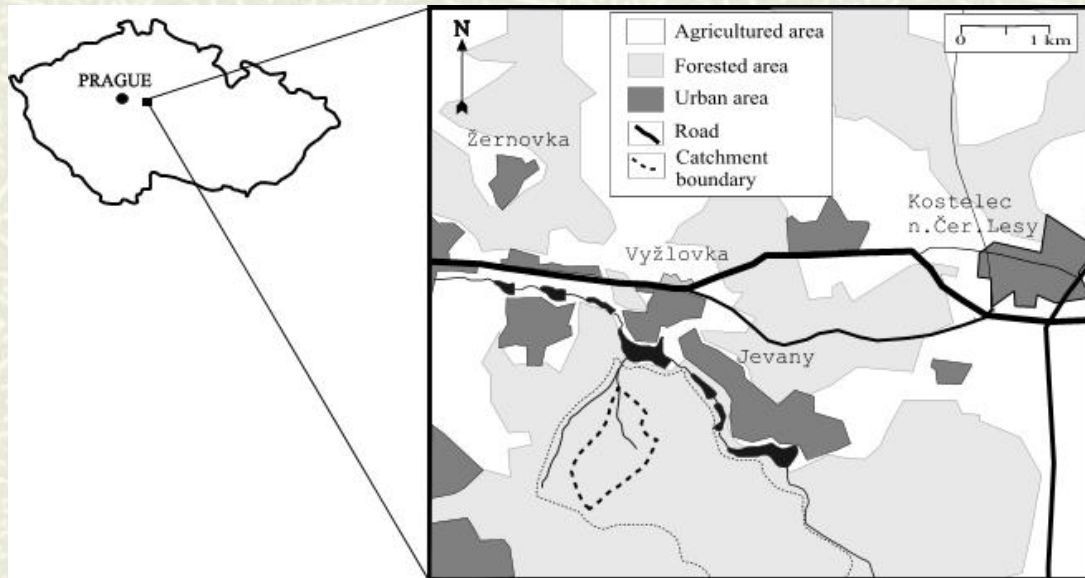 PRAGUE
N
Agricultured area
Forested area
Urban area
Road
Catchment
boundary
0 1 km
Žernovka
Kostelec
n.Čer.Lesy
Vyžlovka
Jevany